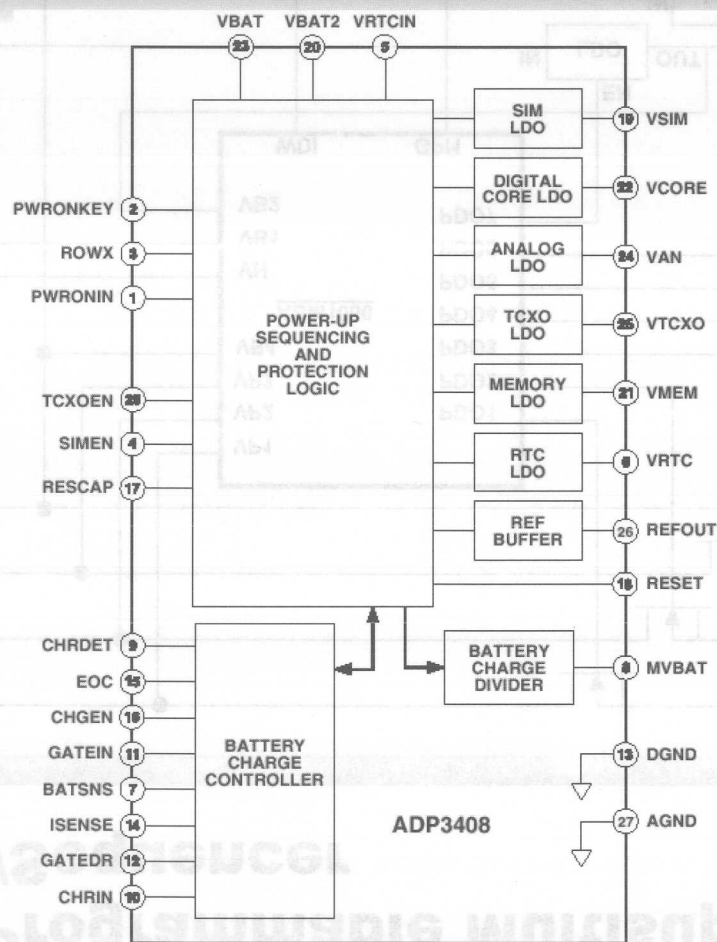 VBAT VBAT2 VRTCIN
23 20 5
SIM
LDO
19 VSIM
DIGITAL
CORE LDO
22 VCORE
ANALOG
LDO
24 VAN
TCXO
LDO
25 VTCXO
MEMORY
LDO
21 VMEM
RTC
LDO
6 VRTC
REF
BUFFER
26 REFOUT
18 RESET
PWRONKEY 2
ROWX 3
PWRONIN 1
TCXOEN 28
SIMEN 4
RESCAP 17
POWER-UP
SEQUENCING
AND
PROTECTION
LOGIC
CHRDET 9
EOC 15
CHGEN 16
GATEIN 11
BATSNS 7
ISENSE 14
GATEDR 12
CHRIN 10
BATTERY
CHARGE
CONTROLLER
BATTERY
CHARGE
DIVIDER
8 MVBAT
13 DGND
27 AGND
ADP3408